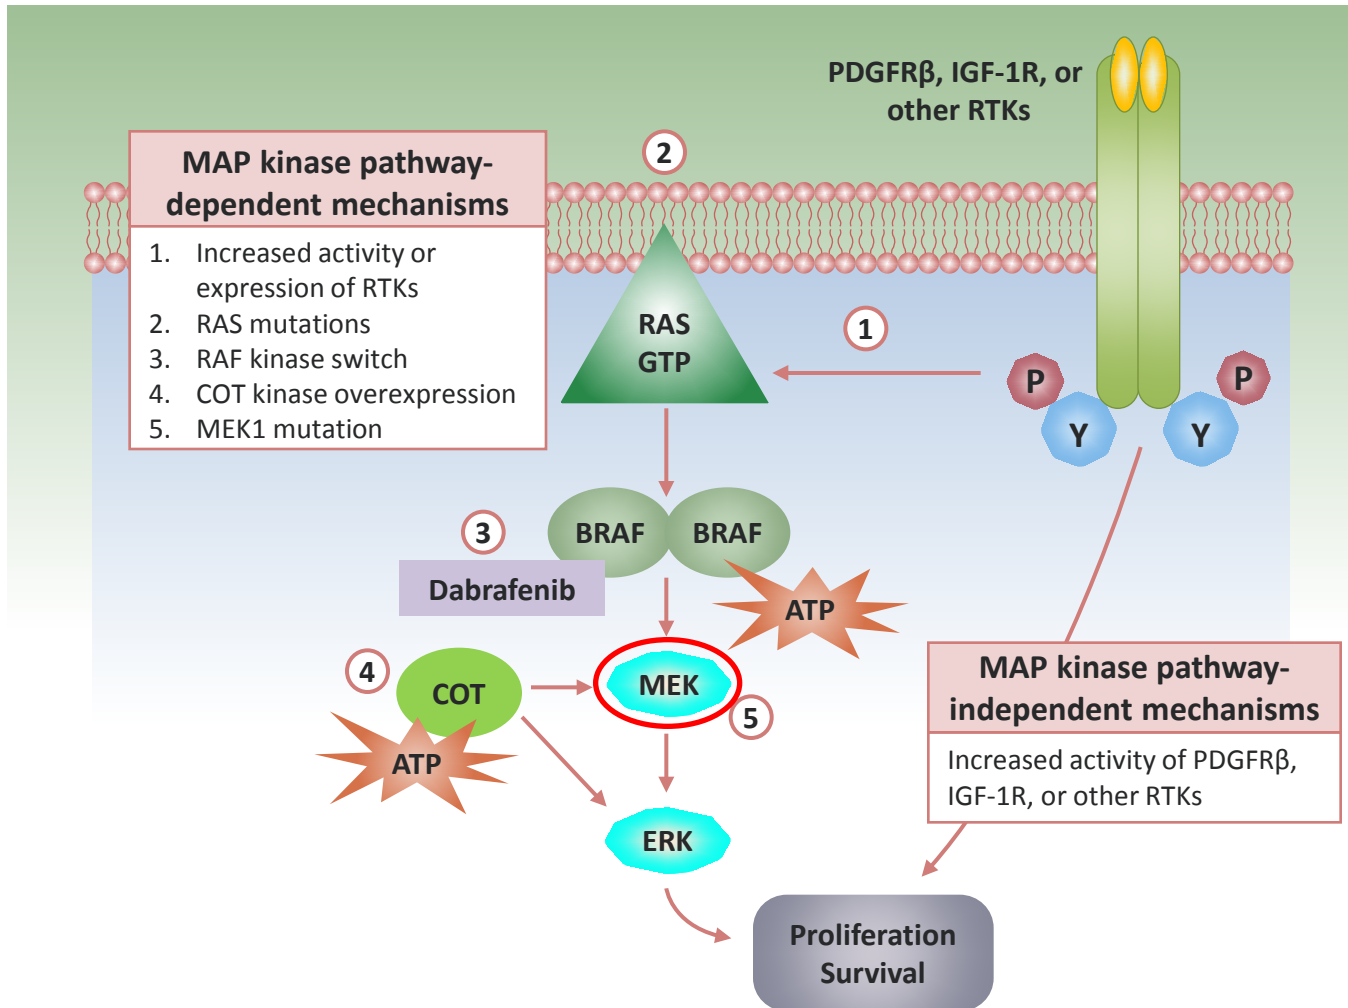 PDGFRβ, IGF-1R, or
other RTKs
MAP kinase pathway-
dependent mechanisms
1. Increased activity or
expression of RTKs
2. RAS mutations
3. RAF kinase switch
4. COT kinase overexpression
5. MEK1 mutation
2
RAS
GTP
1
P
P
Y
Y
3
BRAF
BRAF
Dabrafenib
ATP
4
COT
MEK
5
ATP
ERK
MAP kinase pathway-
independent mechanisms
Increased activity of PDGFRβ,
IGF-1R, or other RTKs
Proliferation
Survival